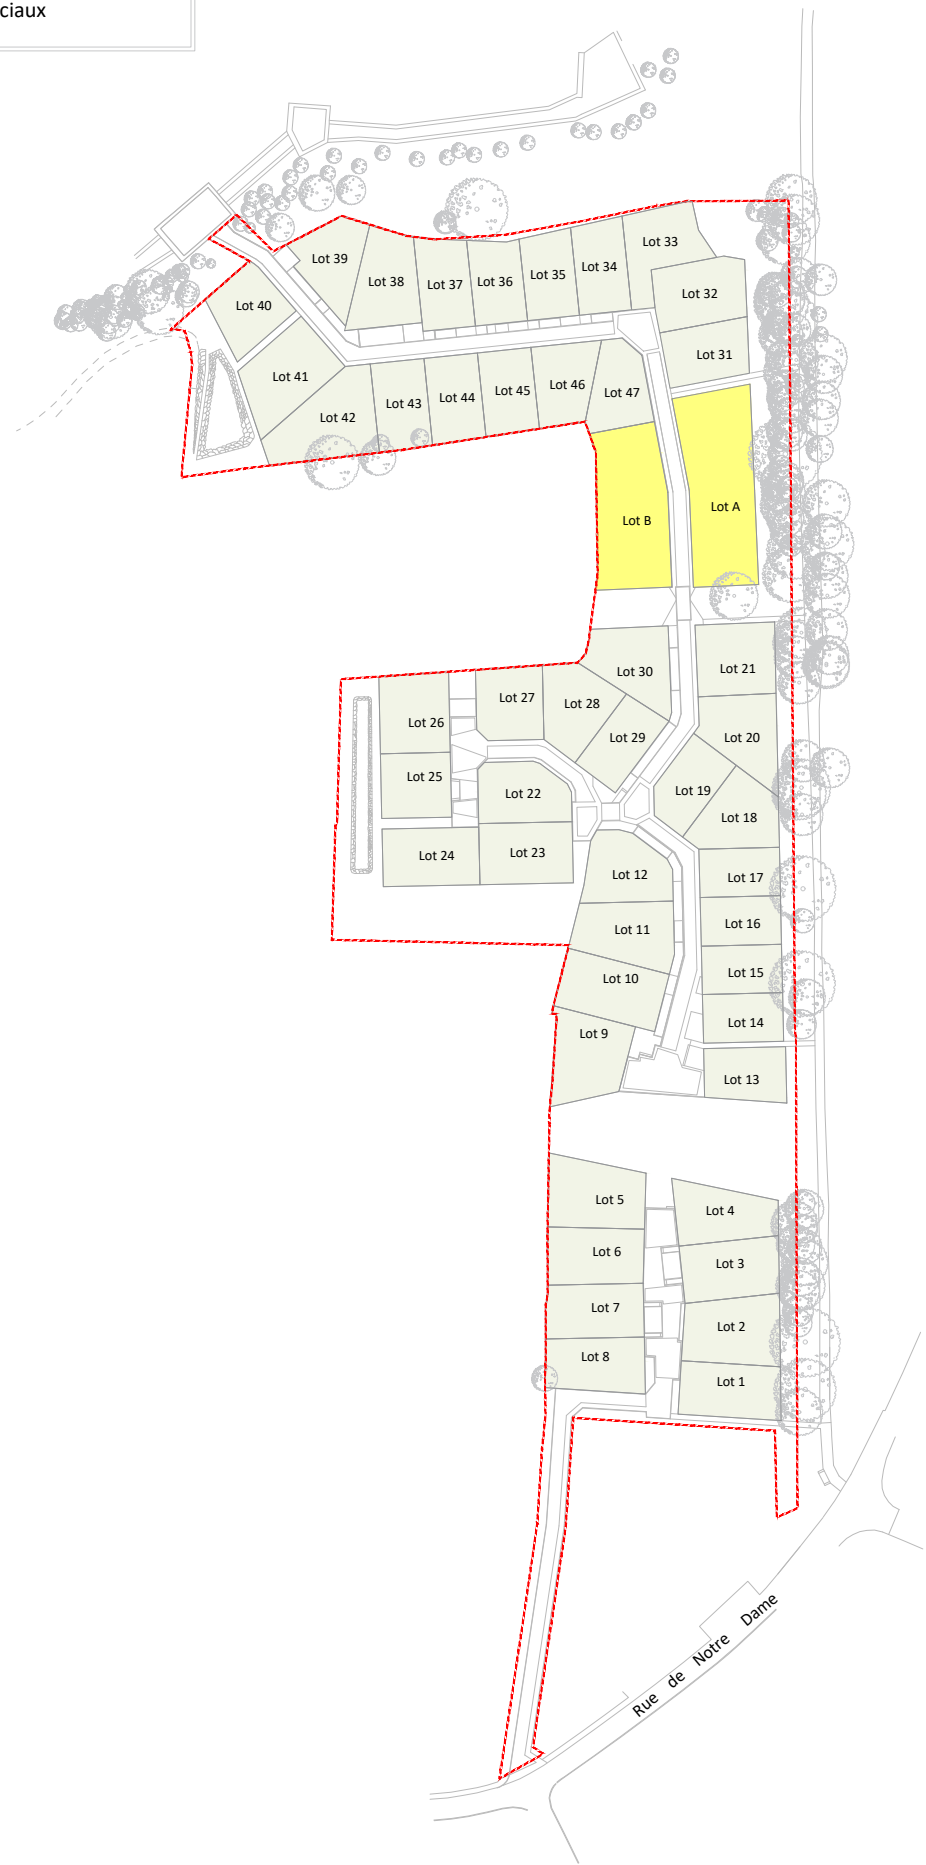 ciaux
Lot 39
Lot 38
Lot 37
Lot 36
Lot 35
Lot 34
Lot 33
Lot 32
Lot 31
Lot 40
Lot 41
Lot 42
Lot 43
Lot 44
Lot 45
Lot 46
Lot 47
Lot B
Lot A
Lot 30
Lot 21
Lot 26
Lot 27
Lot 28
Lot 29
Lot 20
Lot 25
Lot 22
Lot 19
Lot 18
Lot 24
Lot 23
Lot 12
Lot 17
Lot 11
Lot 16
Lot 10
Lot 15
Lot 9
Lot 14
Lot 13
Lot 5
Lot 4
Lot 6
Lot 3
Lot 7
Lot 2
Lot 8
Lot 1
Rue de Notre Dame